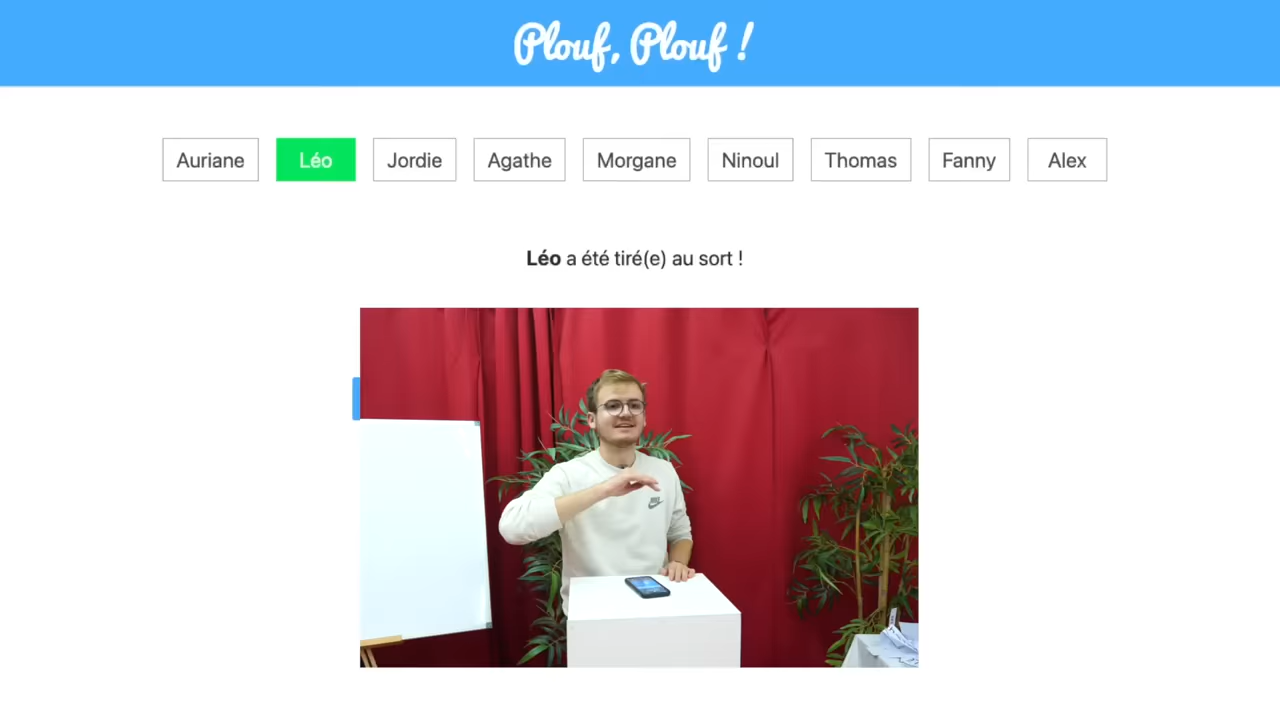 Plouf, Plouf !
Auriane Léo Jordie Agathe Morgane Ninoul Thomas Fanny Alex
Léo a été tiré(e) au sort !